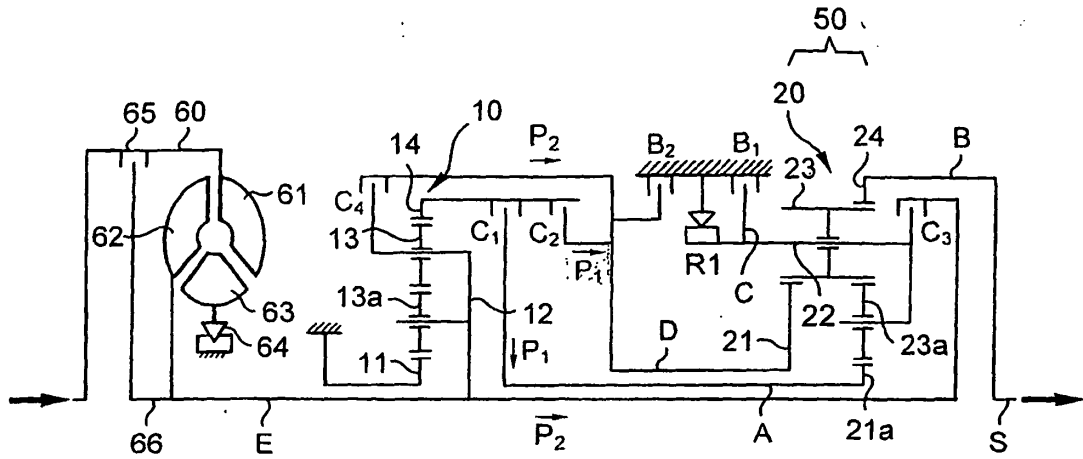 50
65 60 10 P₂ B₂ B₁ 20 24 B
14 23
61 C₄ C₁ C₂ C₃
62 13 P₁ R1
63 13a 12 C 22
64 11 P₁ D 21 23a
66 E P₂ A 21a S